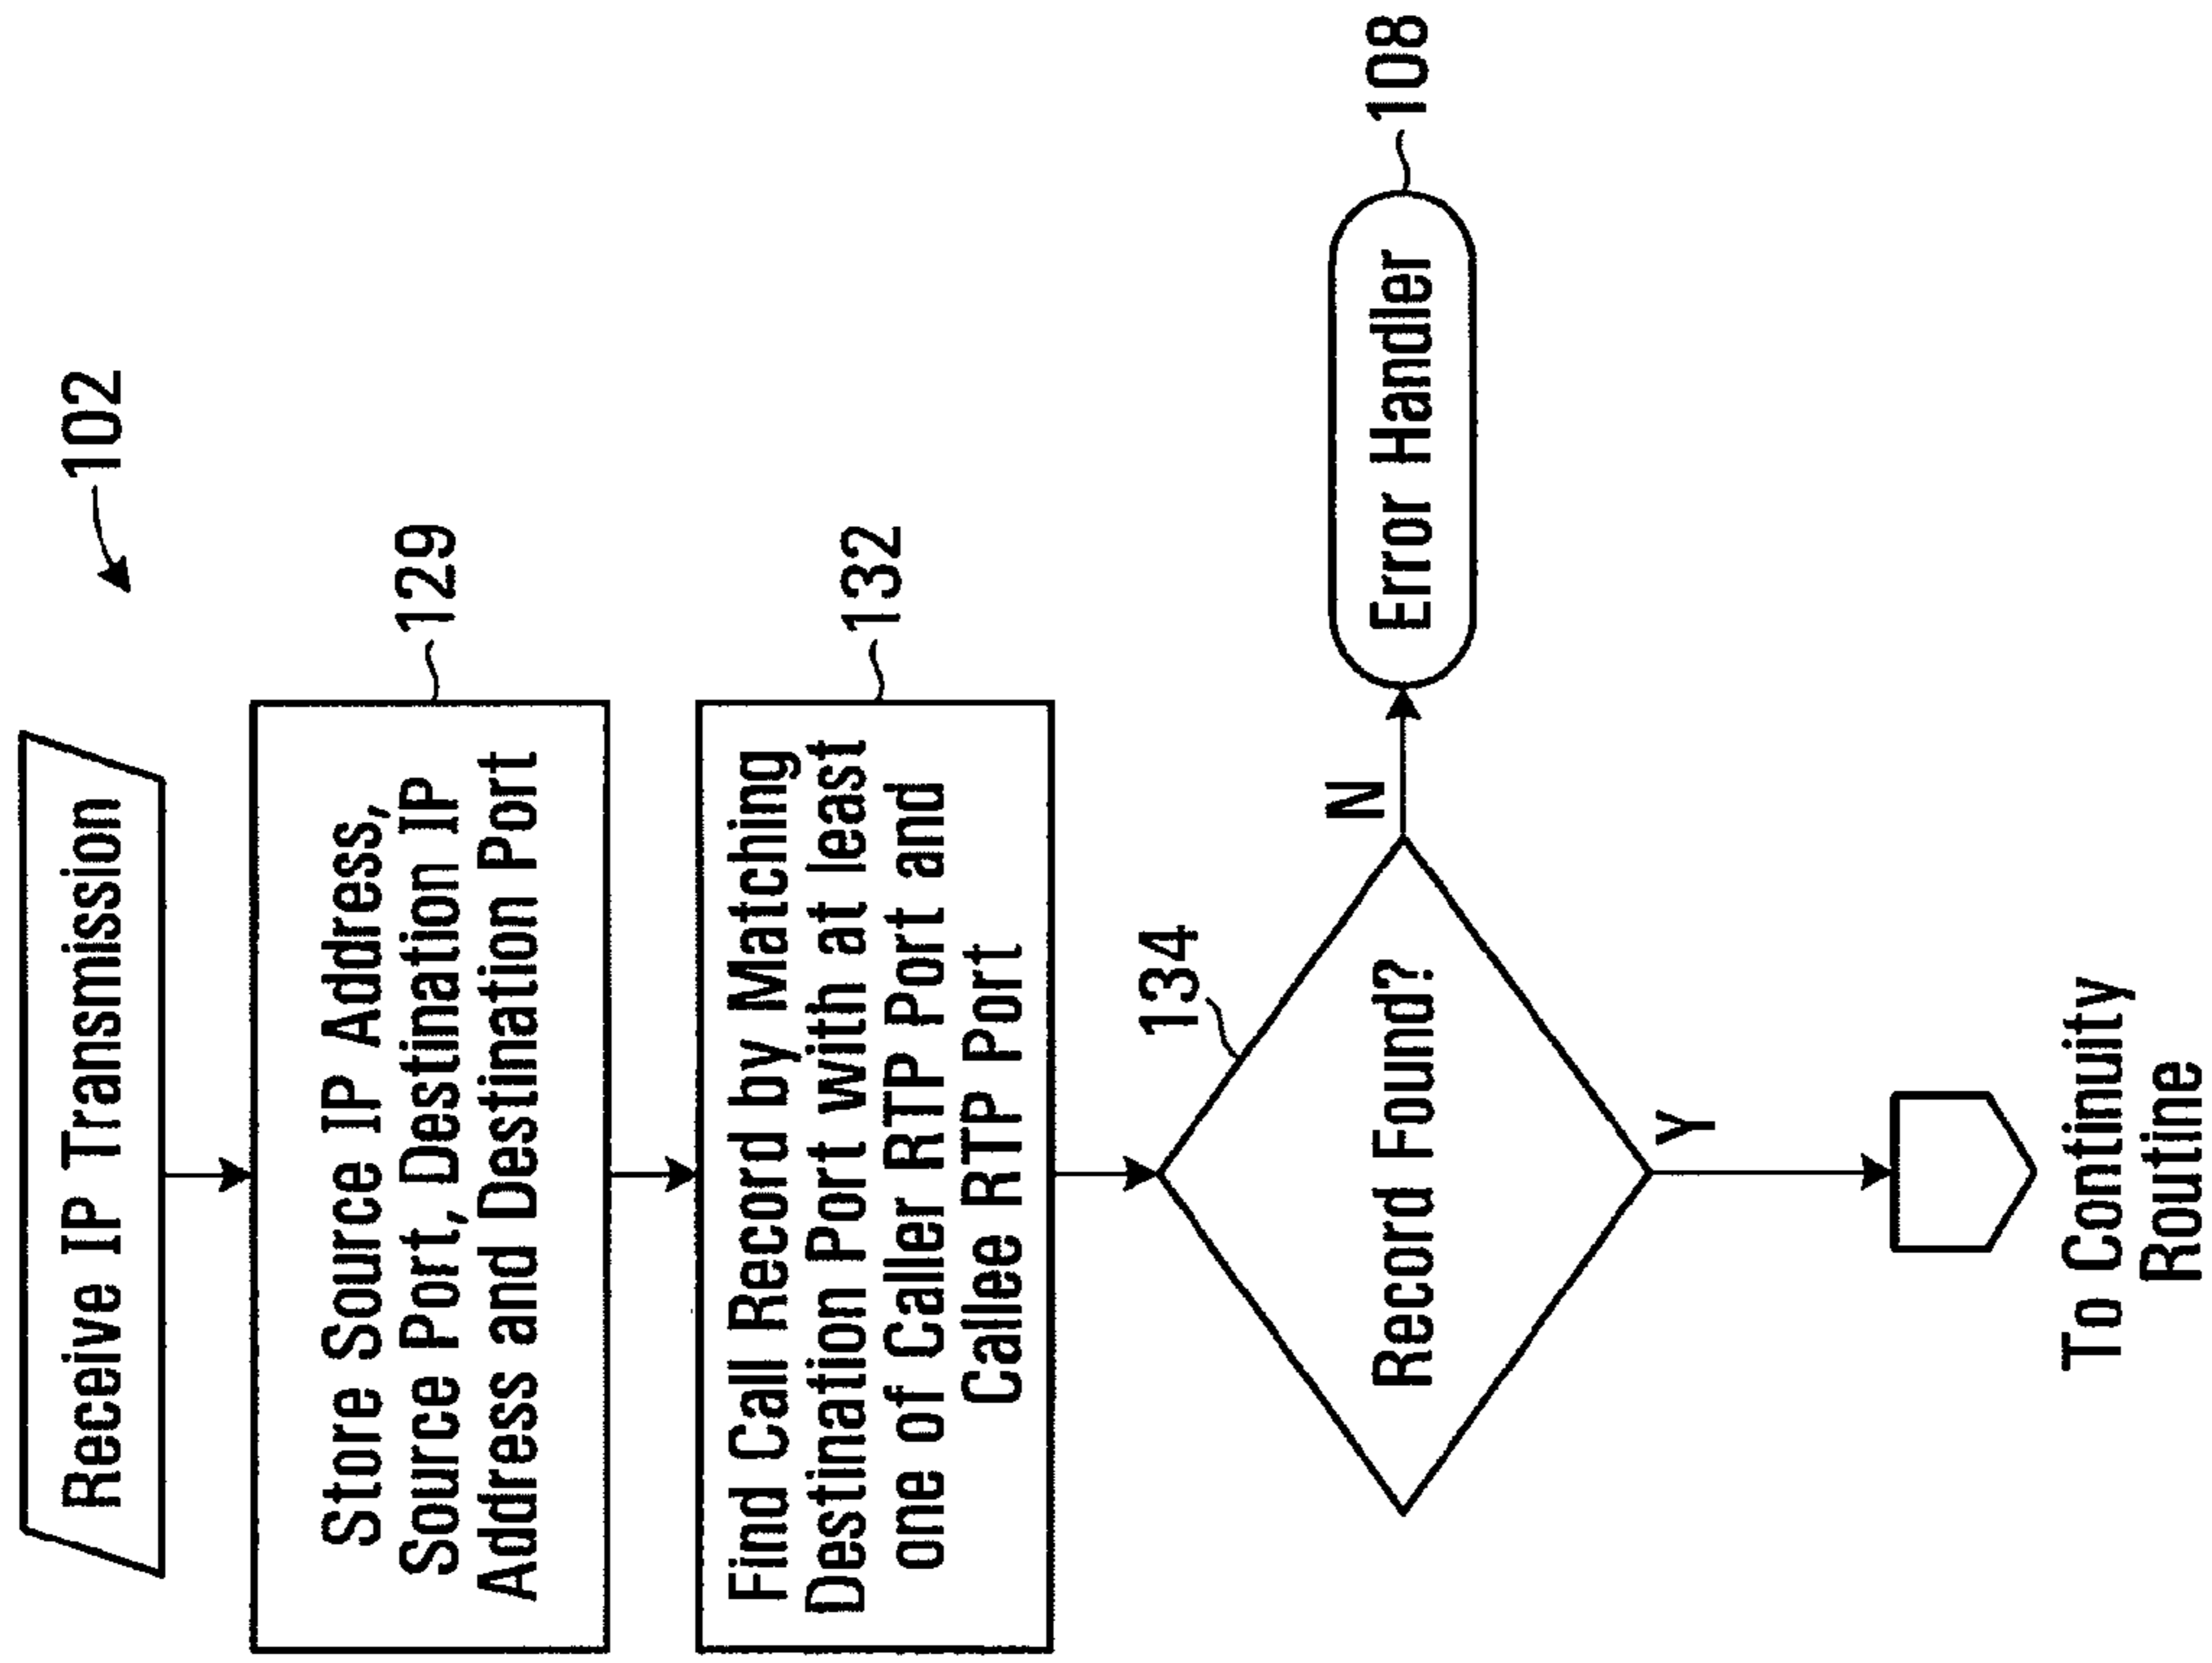 102
Receive IP Transmission
129
Store Source IP Address,
Source Port, Destination IP
Address and Destination Port
132
Find Call Record by Matching
Destination Port with at least
one of Caller RTP Port and
Callee RTP Port
134
Record Found?
N
Error Handler
108
Y
To Continuity
Routine